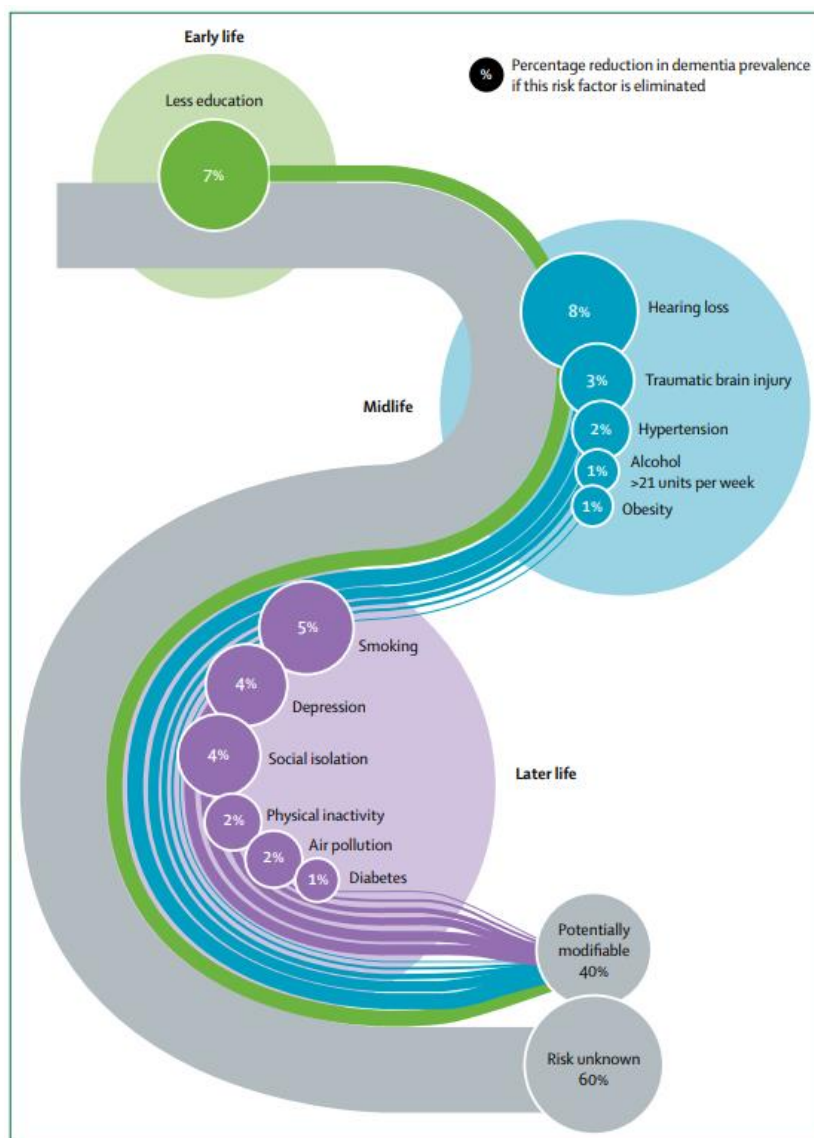 Early life
% Percentage reduction in dementia prevalence
if this risk factor is eliminated
Less education
7%
8% Hearing loss
3% Traumatic brain injury
Midlife
2% Hypertension
1% Alcohol
>21 units per week
1% Obesity
5% Smoking
4% Depression
4% Social isolation
Later life
2% Physical inactivity
2% Air pollution
1% Diabetes
Potentially
modifiable
40%
Risk unknown
60%